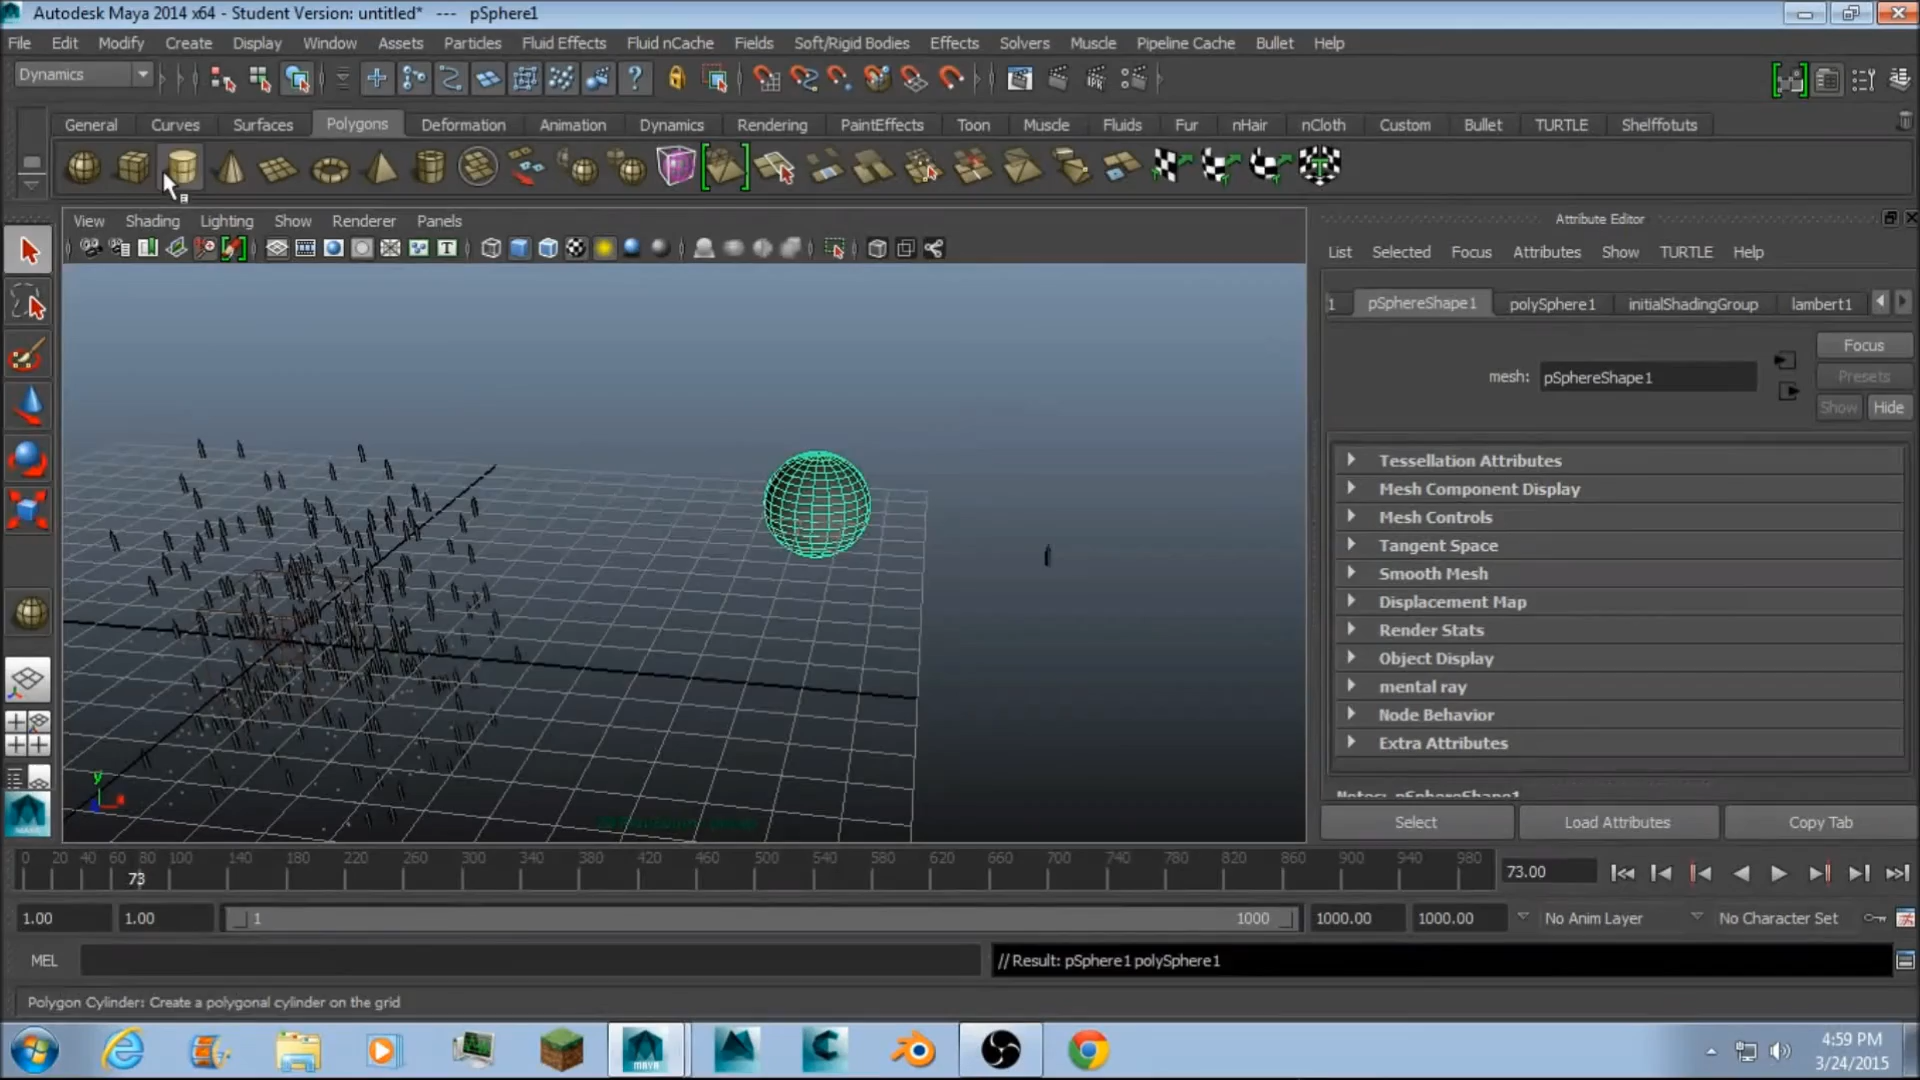 Autodesk Maya 2014 x64 - Student Version: untitled* --- pSphere1
File Edit Modify Create Display Window Assets Particles Fluid Effects Fluid nCache Fields Soft/Rigid Bodies Effects Solvers Muscle Pipeline Cache Bullet Help
Dynamics
General Curves Surfaces Polygons Deformation Animation Dynamics Rendering PaintEffects Toon Muscle Fluids Fur nHair nCloth Custom Bullet TURTLE Shelffotuts
View Shading Lighting Show Renderer Panels
Attribute Editor
List Selected Focus Attributes Show TURTLE Help
1 pSphereShape1 polySphere1 initialShadingGroup lambert1
Focus
mesh: pSphereShape1
Presets
Show Hide
Tessellation Attributes
Mesh Component Display
Mesh Controls
Tangent Space
Smooth Mesh
Displacement Map
Render Stats
Object Display
mental ray
Node Behavior
Extra Attributes
Notes: pSphereShape1
Select Load Attributes Copy Tab
y
0 20 40 60 80 100 140 180 220 260 300 340 380 420 460 500 540 580 620 660 700 740 780 820 860 900 940 980
73
73.00
1.00 1.00 1 1000 1000.00 1000.00 No Anim Layer No Character Set
MEL
// Result: pSphere1 polySphere1
Polygon Cylinder: Create a polygonal cylinder on the grid
MAYA
4:59 PM
3/24/2015